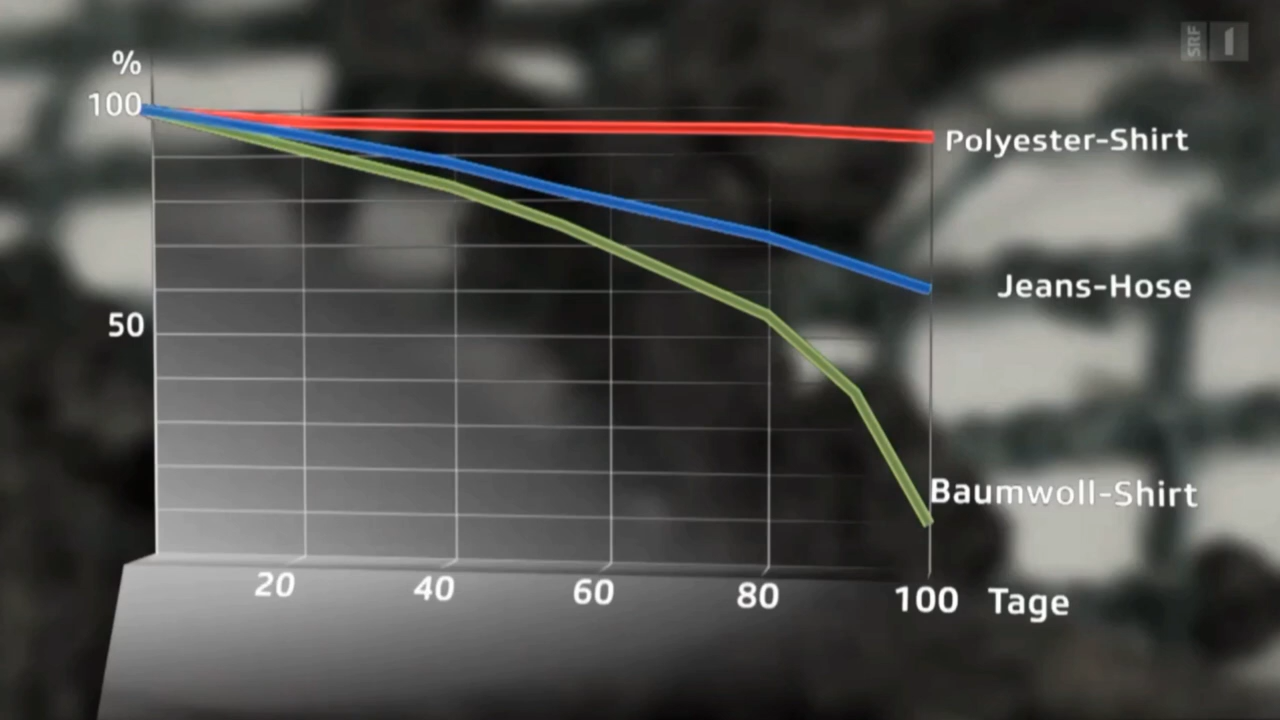 SRF 1
%
100
Polyester-Shirt
Jeans-Hose
50
Baumwoll-Shirt
20 40 60 80 100 Tage